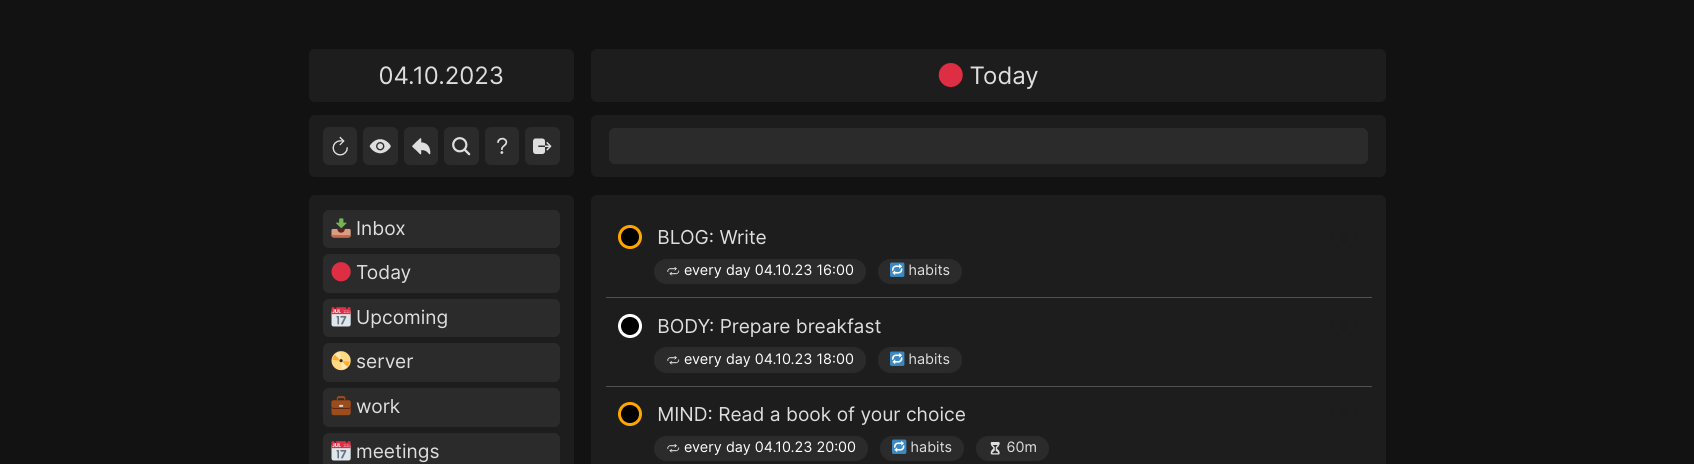 04.10.2023
Today
?
Inbox
Today
Upcoming
server
work
meetings
BLOG: Write
every day 04.10.23 16:00 habits
BODY: Prepare breakfast
every day 04.10.23 18:00 habits
MIND: Read a book of your choice
every day 04.10.23 20:00 habits 60m